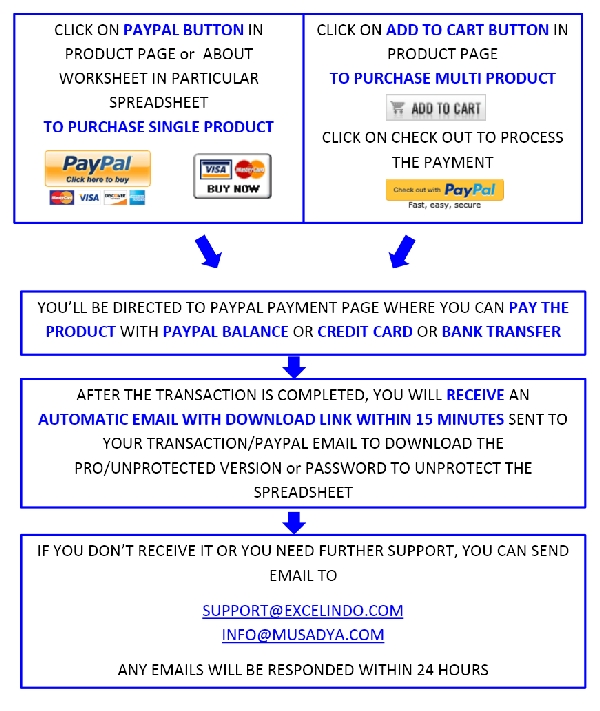 CLICK ON PAYPAL BUTTON IN
PRODUCT PAGE or ABOUT
WORKSHEET IN PARTICULAR
SPREADSHEET
TO PURCHASE SINGLE PRODUCT
PayPal
Click here to buy
MasterCard VISA DISCOVER AMEX
VISA MasterCard
BUY NOW
CLICK ON ADD TO CART BUTTON IN
PRODUCT PAGE
TO PURCHASE MULTI PRODUCT
ADD TO CART
CLICK ON CHECK OUT TO PROCESS
THE PAYMENT
Check out with PayPal
Fast, easy, secure
YOU'LL BE DIRECTED TO PAYPAL PAYMENT PAGE WHERE YOU CAN PAY THE
PRODUCT WITH PAYPAL BALANCE OR CREDIT CARD OR BANK TRANSFER
AFTER THE TRANSACTION IS COMPLETED, YOU WILL RECEIVE AN
AUTOMATIC EMAIL WITH DOWNLOAD LINK WITHIN 15 MINUTES SENT TO
YOUR TRANSACTION/PAYPAL EMAIL TO DOWNLOAD THE
PRO/UNPROTECTED VERSION or PASSWORD TO UNPROTECT THE
SPREADSHEET
IF YOU DON'T RECEIVE IT OR YOU NEED FURTHER SUPPORT, YOU CAN SEND
EMAIL TO
SUPPORT@EXCELINDO.COM
INFO@MUSADYA.COM
ANY EMAILS WILL BE RESPONDED WITHIN 24 HOURS